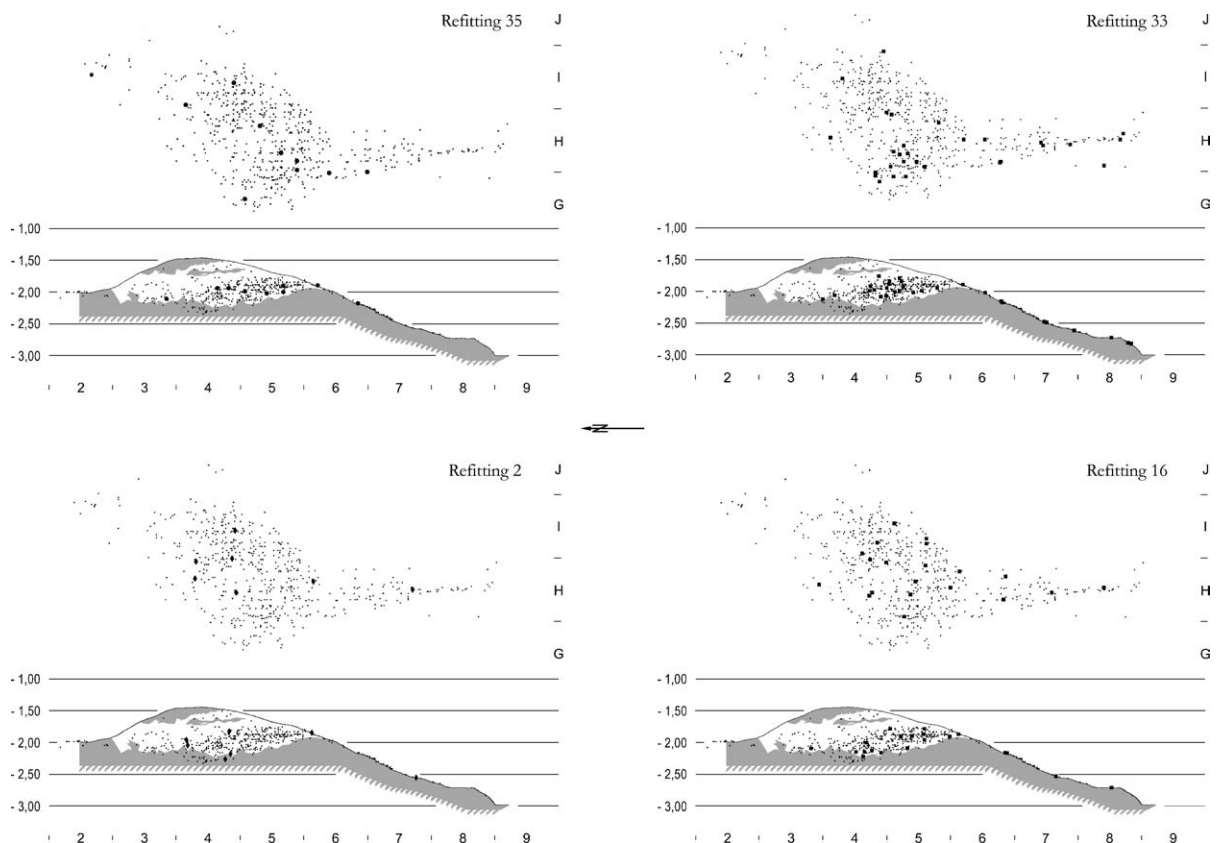 Refitting 35
J
–
I
–
H
–
G
- 1,00
- 1,50
- 2,00
- 2,50
- 3,00
ı 2 ı 3 ı 4 ı 5 ı 6 ı 7 ı 8 ı 9
Refitting 33
J
–
I
–
H
–
G
- 1,00
- 1,50
- 2,00
- 2,50
- 3,00
ı 2 ı 3 ı 4 ı 5 ı 6 ı 7 ı 8 ı 9
N
Refitting 2
J
–
I
–
H
–
G
- 1,00
- 1,50
- 2,00
- 2,50
- 3,00
ı 2 ı 3 ı 4 ı 5 ı 6 ı 7 ı 8 ı 9
Refitting 16
J
–
I
–
H
–
G
- 1,00
- 1,50
- 2,00
- 2,50
- 3,00
ı 2 ı 3 ı 4 ı 5 ı 6 ı 7 ı 8 ı 9